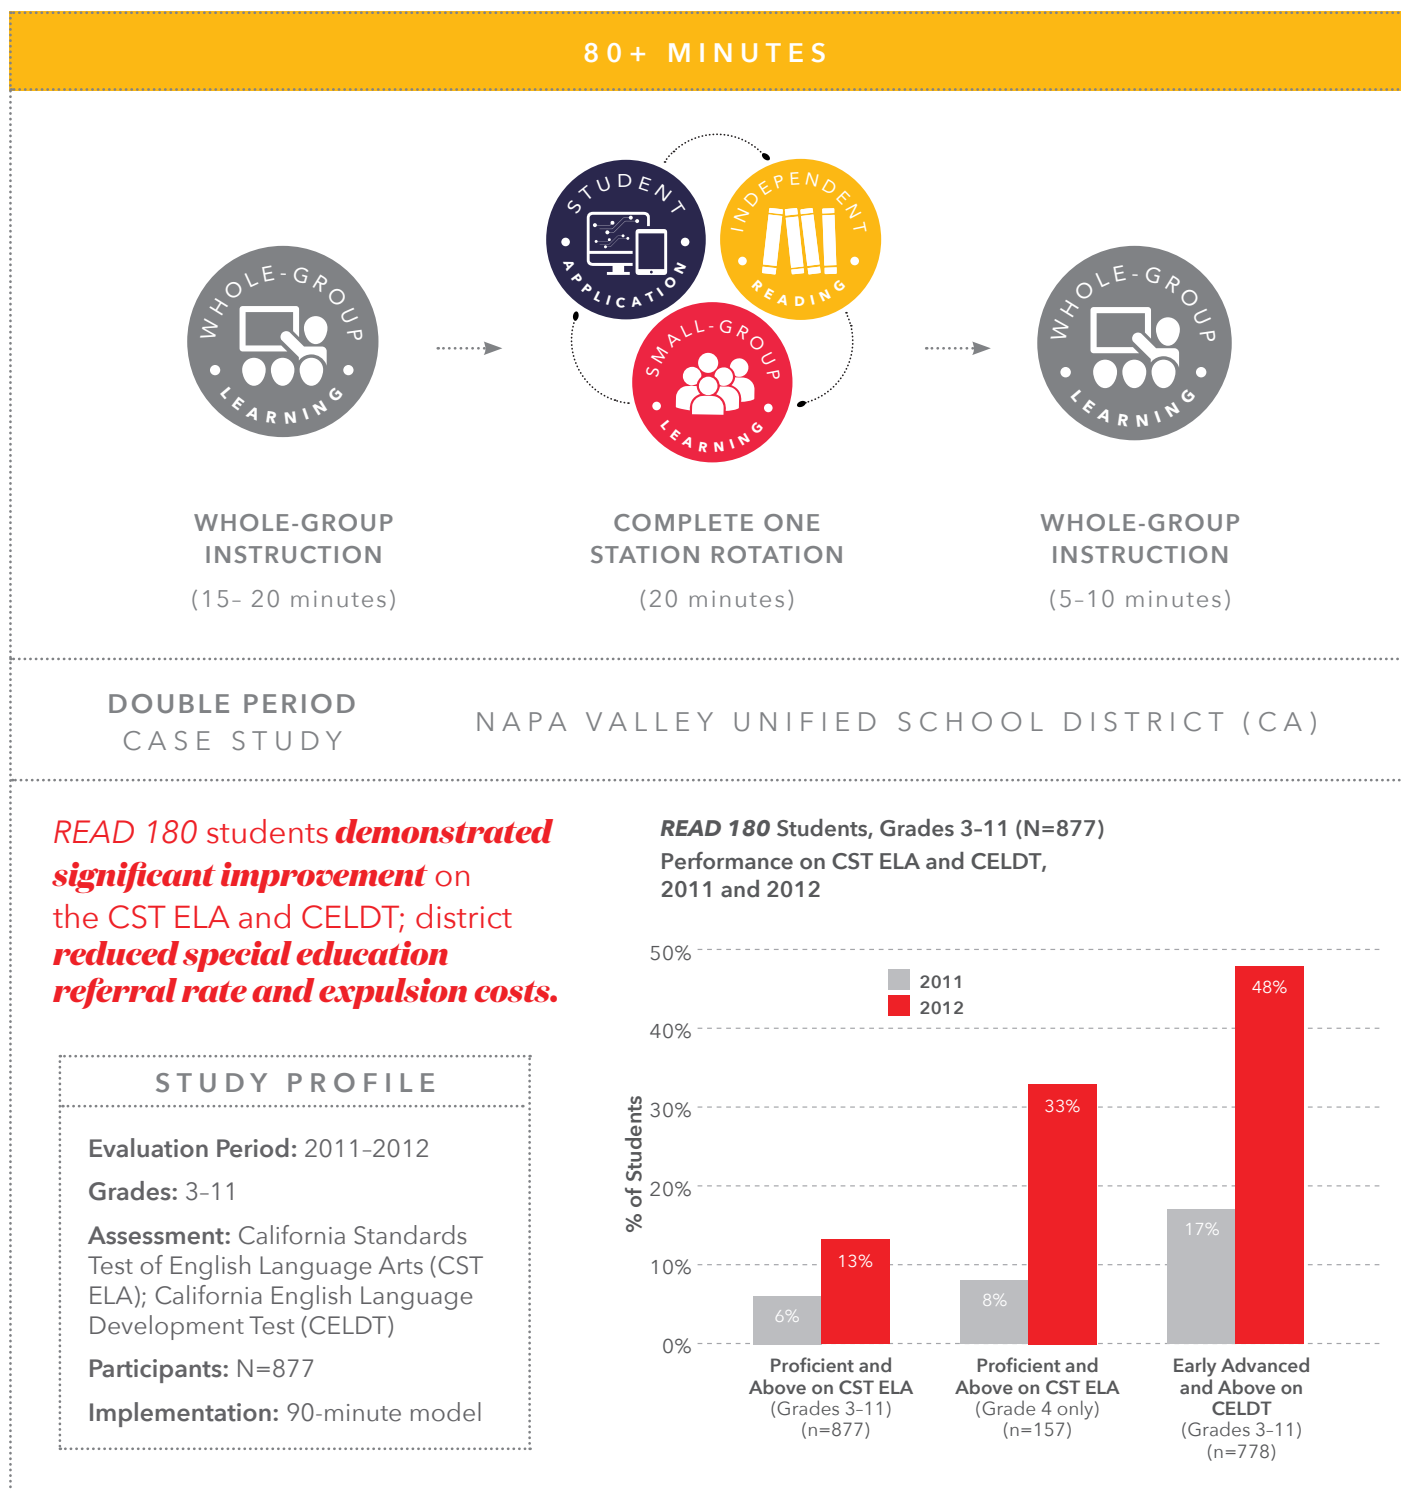 80+ MINUTES
WHOLE-GROUP
LEARNING
STUDENT
APPLICATION
INDEPENDENT
READING
SMALL-GROUP
LEARNING
WHOLE-GROUP
LEARNING
WHOLE-GROUP
INSTRUCTION
(15– 20 minutes)
COMPLETE ONE
STATION ROTATION
(20 minutes)
WHOLE-GROUP
INSTRUCTION
(5–10 minutes)
DOUBLE PERIOD
CASE STUDY
NAPA VALLEY UNIFIED SCHOOL DISTRICT (CA)
READ 180 students demonstrated
significant improvement on
the CST ELA and CELDT; district
reduced special education
referral rate and expulsion costs.
STUDY PROFILE
Evaluation Period: 2011–2012
Grades: 3–11
Assessment: California Standards
Test of English Language Arts (CST
ELA); California English Language
Development Test (CELDT)
Participants: N=877
Implementation: 90-minute model
READ 180 Students, Grades 3–11 (N=877)
Performance on CST ELA and CELDT,
2011 and 2012
% of Students
50%
40%
30%
20%
10%
0%
2011
2012
6%
13%
8%
33%
17%
48%
Proficient and
Above on CST ELA
(Grades 3–11)
(n=877)
Proficient and
Above on CST ELA
(Grade 4 only)
(n=157)
Early Advanced
and Above on
CELDT
(Grades 3–11)
(n=778)